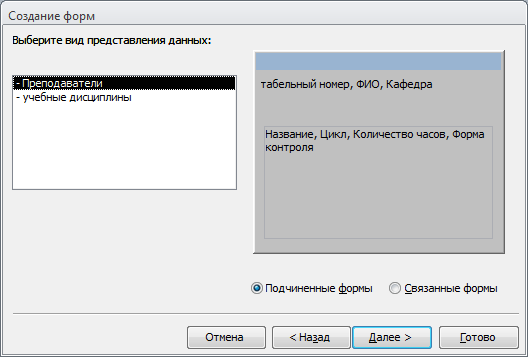 Создание форм
Выберите вид представления данных:
- Преподаватели
- учебные дисциплины
табельный номер, ФИО, Кафедра
Название, Цикл, Количество часов, Форма
контроля
Подчиненные формы
Связанные формы
Отмена
< Назад
Далее >
Готово